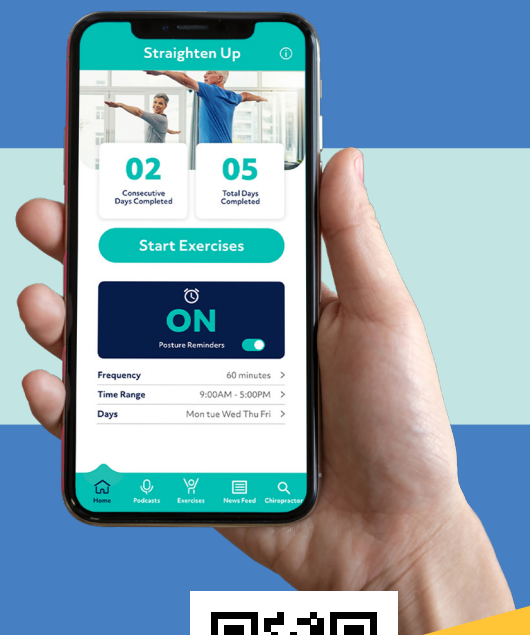 Straighten Up
02
Consecutive
Days Completed
05
Total Days
Completed
Start Exercises
ON
Posture Reminders
Frequency 60 minutes >
Time Range 9:00AM - 5:00PM >
Days Mon tue Wed Thu Fri >
Home Podcasts Exercises News Feed Chiropractor